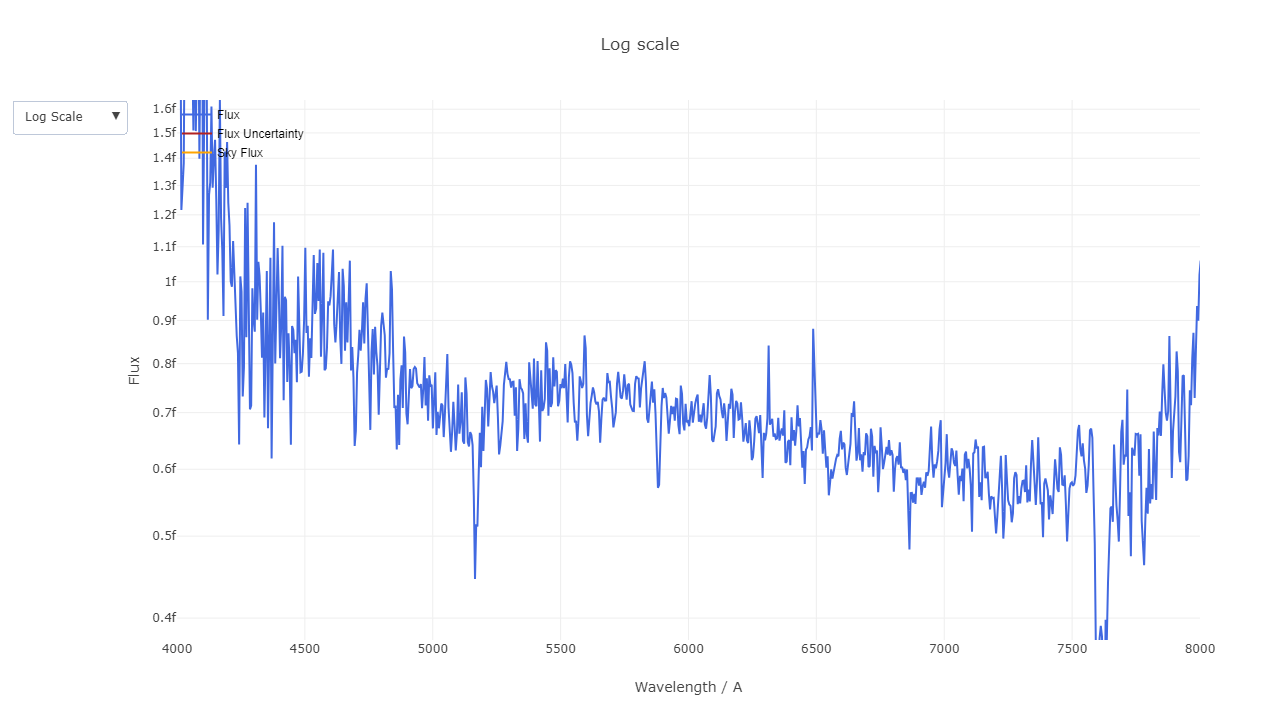 Log scale
Log Scale ▼
1.6f
1.5f
1.4f
1.3f
1.2f
1.1f
1f
0.9f
0.8f
0.7f
0.6f
0.5f
0.4f
Flux
Flux
Flux Uncertainty
Sky Flux
4000 4500 5000 5500 6000 6500 7000 7500 8000
Wavelength / A